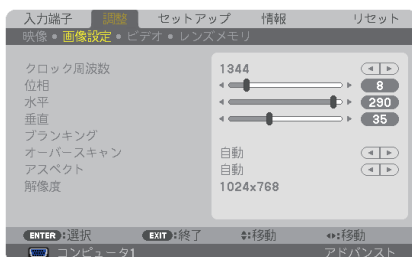 入力端子 調整 セットアップ 情報 リセット
映像 • 画像設定 • ビデオ • レンズメモリ
クロック周波数 1344
位相 8
水平 290
垂直 35
ブランキング
オーバースキャン 自動
アスペクト 自動
解像度 1024x768
ENTER :選択 EXIT :終了 :移動 :移動
コンピュータ1 アドバンスト